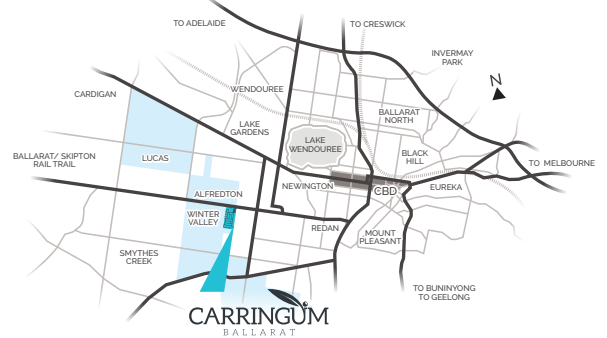 TO ADELAIDE
TO CRESWICK
INVERMAY
PARK
N
CARDIGAN
WENDOUREE
BALLARAT
NORTH
LAKE
GARDENS
LAKE
WENDOUREE
BLACK
HILL
LUCAS
BALLARAT/ SKIPTON
RAIL TRAIL
TO MELBOURNE
NEWINGTON
CBD
EUREKA
ALFREDTON
WINTER
VALLEY
REDAN
MOUNT
PLEASANT
SMYTHES
CREEK
TO BUNINYONG
TO GEELONG
CARRINGUM
BALLARAT